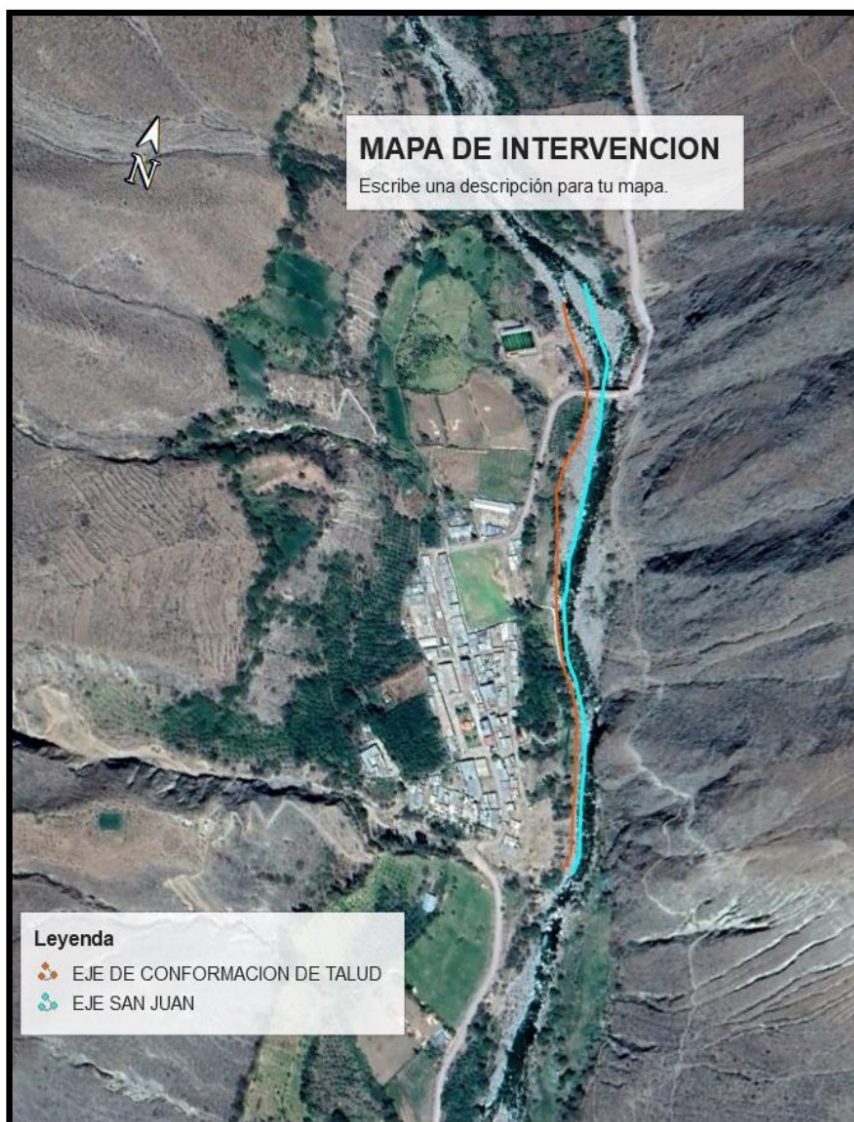 MAPA DE INTERVENCION
Escribe una descripción para tu mapa.
N
Leyenda
EJE DE CONFORMACION DE TALUD
EJE SAN JUAN